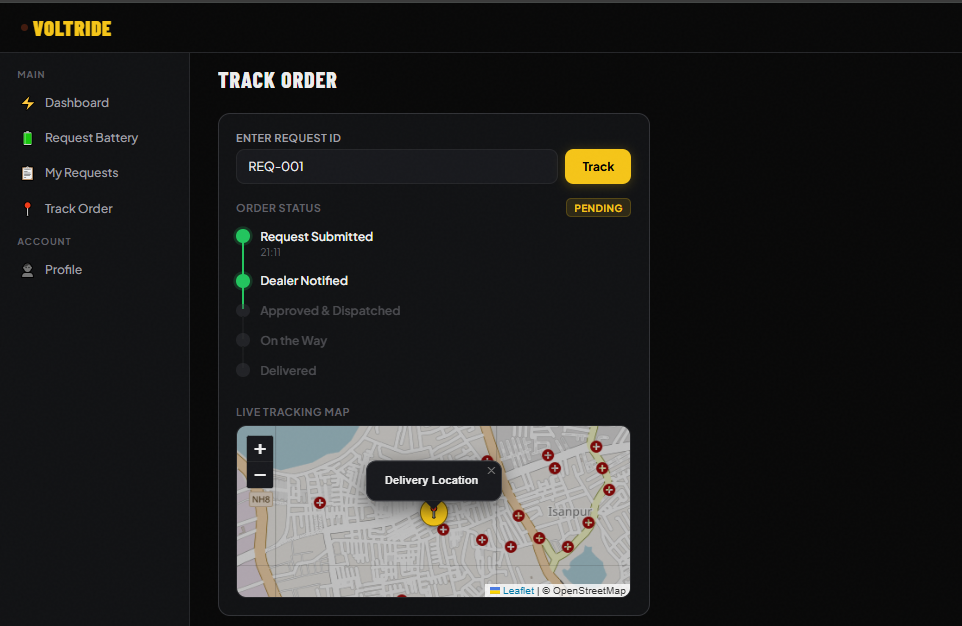 VOLTRIDE
MAIN
Dashboard
Request Battery
My Requests
Track Order
ACCOUNT
Profile
TRACK ORDER
ENTER REQUEST ID
REQ-001
Track
ORDER STATUS
PENDING
Request Submitted
21:11
Dealer Notified
Approved & Dispatched
On the Way
Delivered
LIVE TRACKING MAP
+
−
Delivery Location
×
NH8
Isanpur
Leaflet | © OpenStreetMap